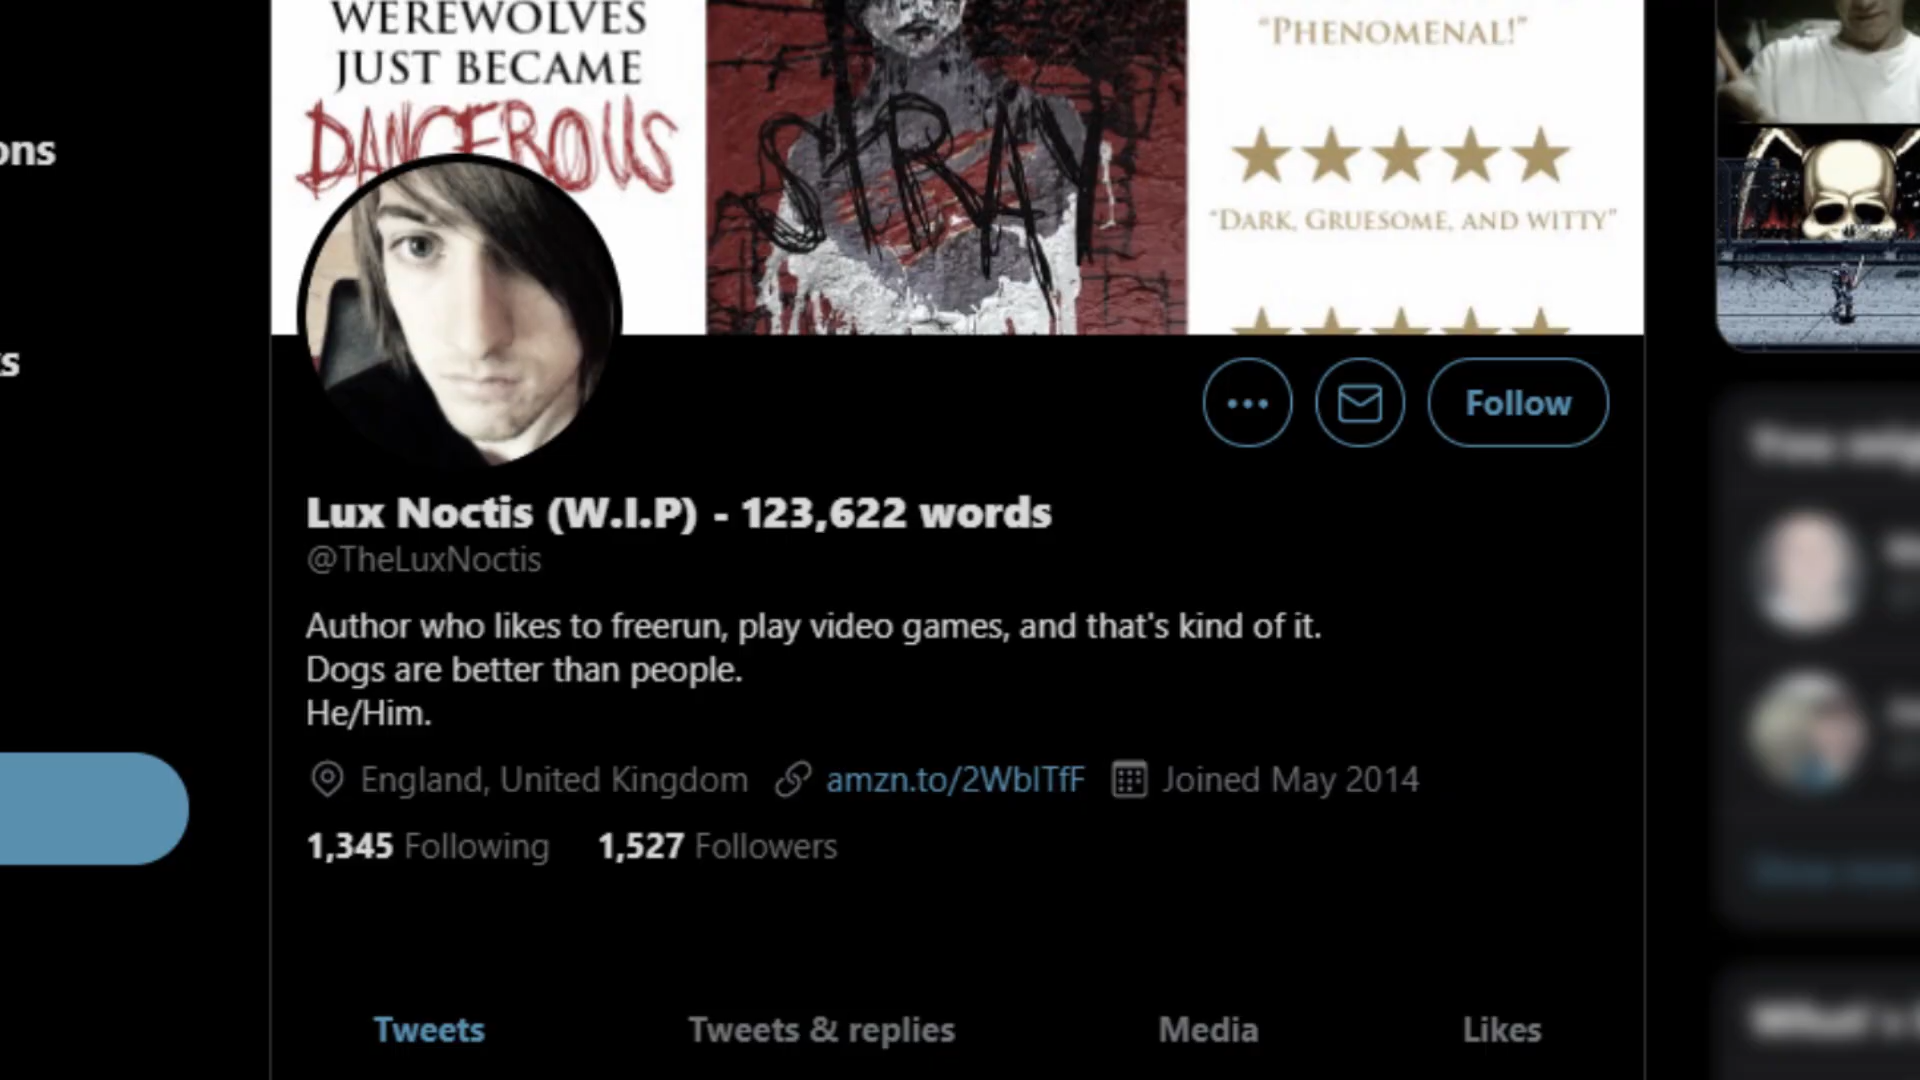 WEREWOLVES
JUST BECAME
DANGEROUS
STRAY
"PHENOMENAL!"
"DARK, GRUESOME, AND WITTY"
ons
ks
Follow
Lux Noctis (W.I.P) - 123,622 words
@TheLuxNoctis
Author who likes to freerun, play video games, and that's kind of it.
Dogs are better than people.
He/Him.
England, United Kingdom amzn.to/2WbITfF Joined May 2014
1,345 Following 1,527 Followers
Tweets Tweets & replies Media Likes